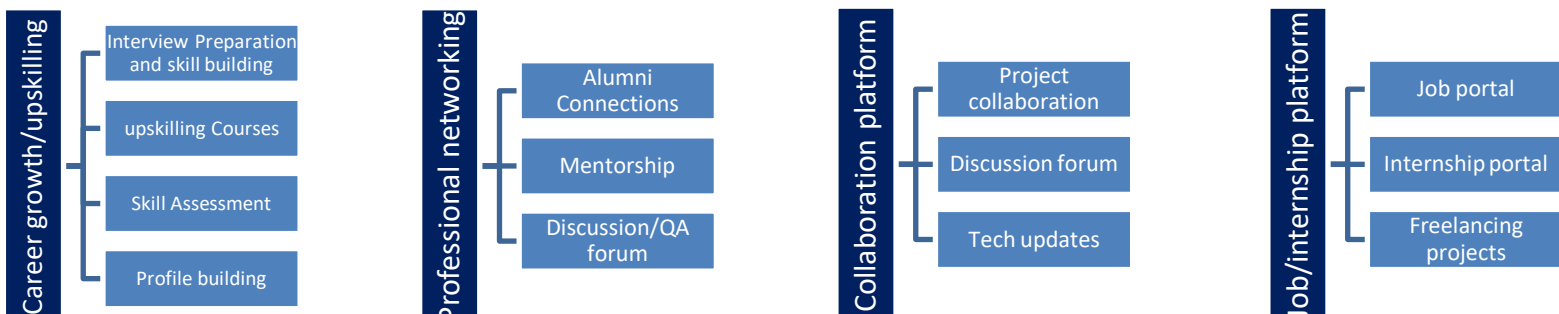 Career growth/upskilling
Interview Preparation
and skill building
upskilling Courses
Skill Assessment
Profile building
Professional networking
Alumni
Connections
Mentorship
Discussion/QA
forum
Collaboration platform
Project
collaboration
Discussion forum
Tech updates
Job/internship platform
Job portal
Internship portal
Freelancing
projects